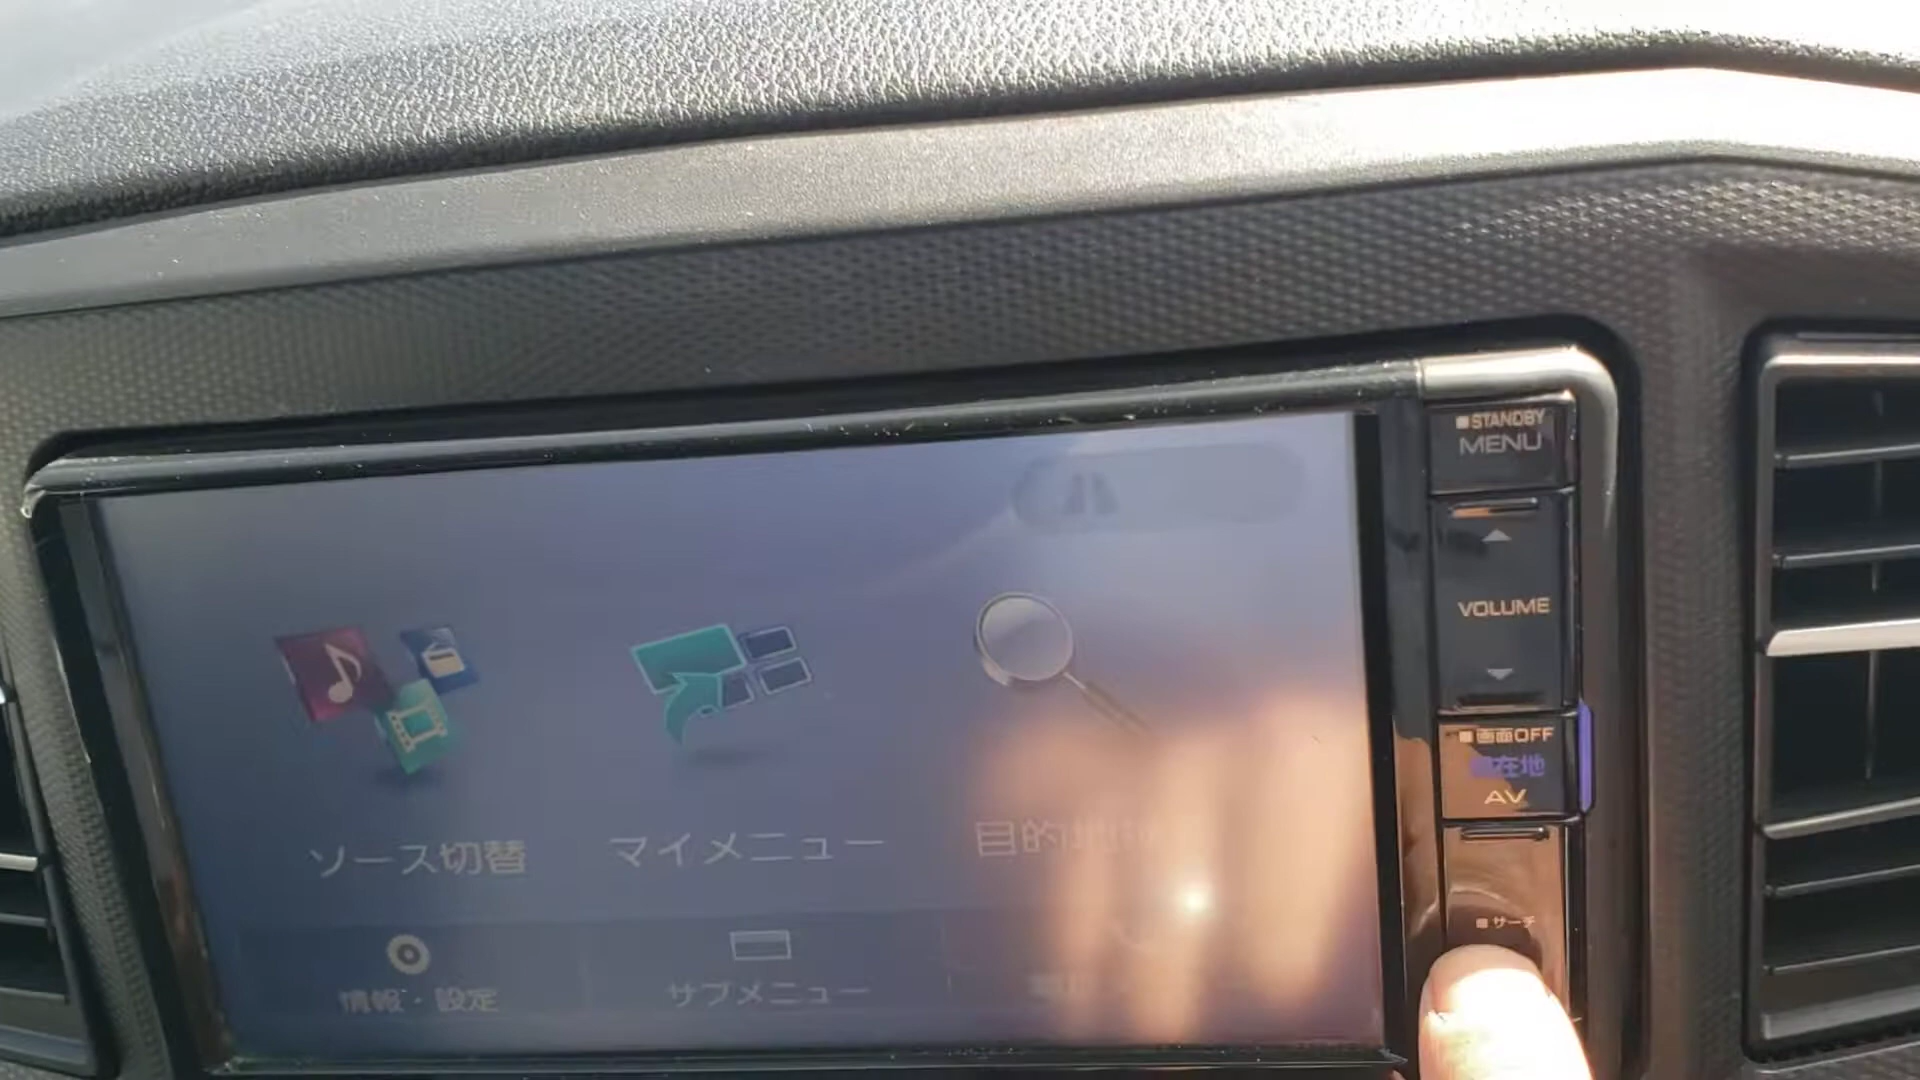 ■STANDBY
MENU
VOLUME
■画面OFF
現在地
AV
■サーチ
ソース切替
マイメニュー
目的地
情報・設定
サブメニュー